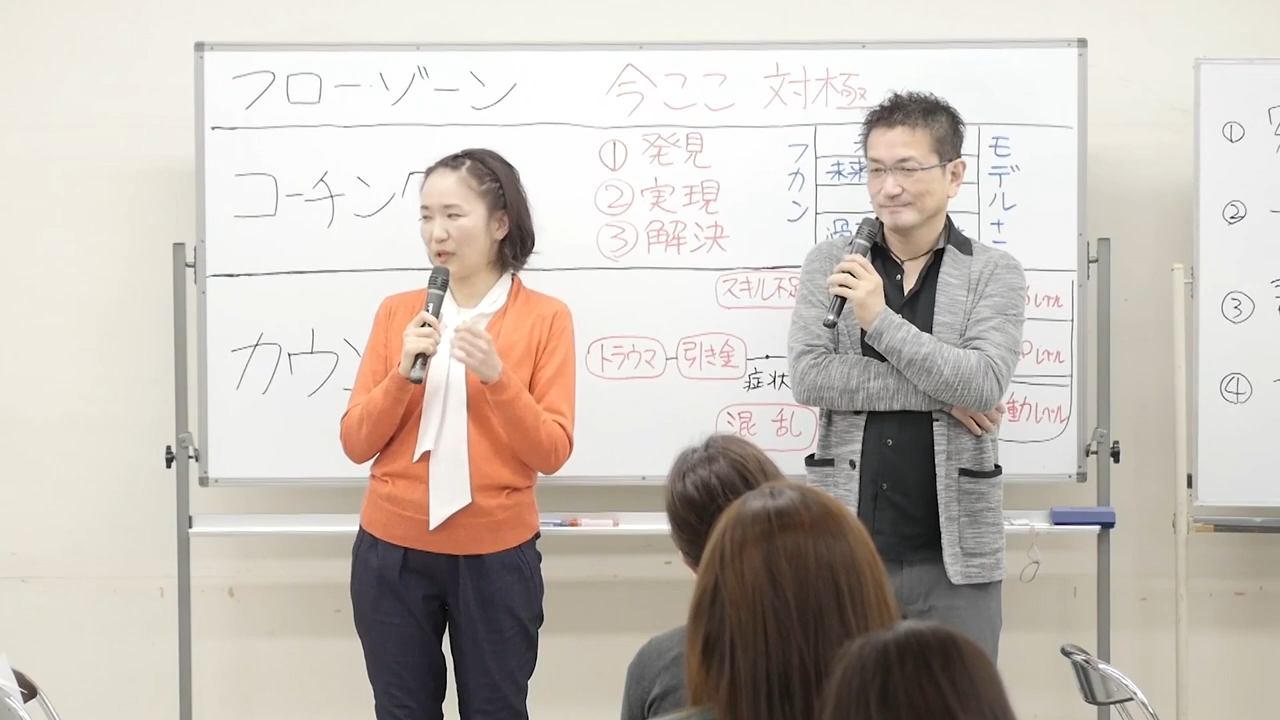 フロー・ゾーン 今ここ 対極
コーチング
① 発見
② 実現
③ 解決
フカン
未来
過
モデル
カウン
スキル不足
トラウマ 引き金
症状
混乱
レベル
レベル
動レベル
①
②
③
④